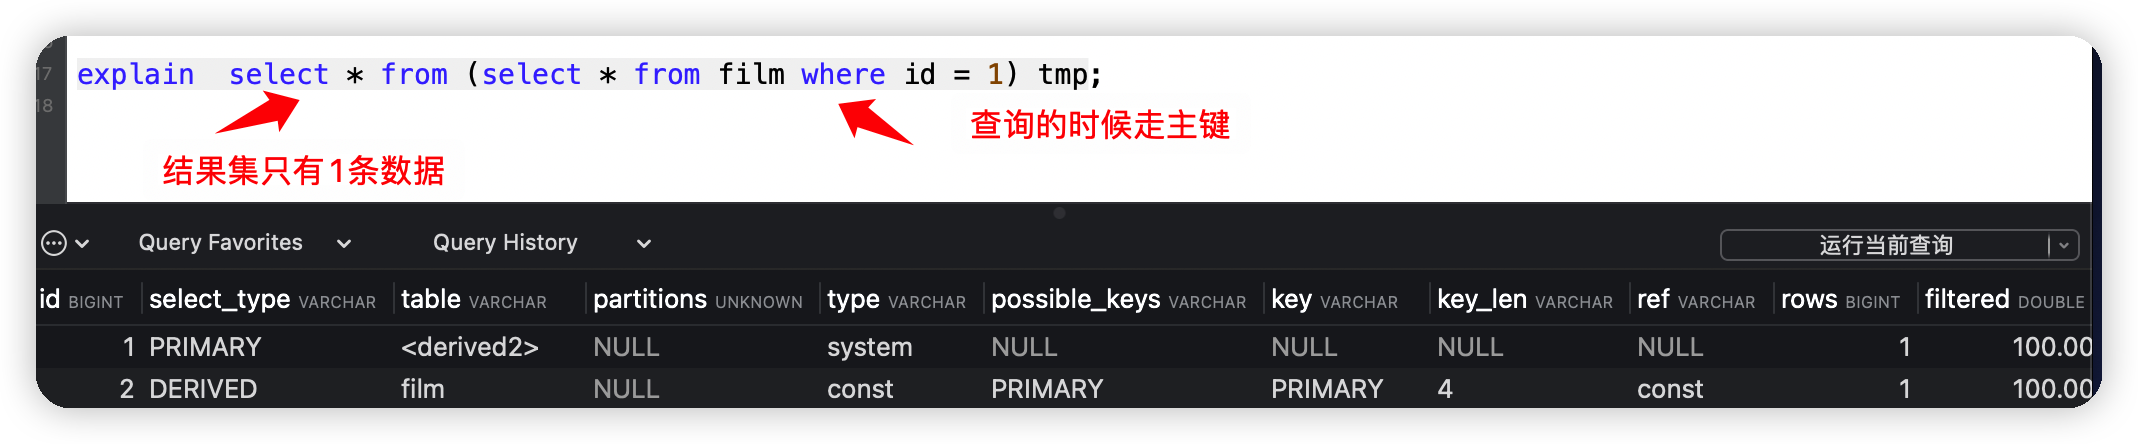 17 explain  select * from (select * from film where id = 1) tmp;
18
查询的时候走主键
结果集只有1条数据
Query Favorites Query History 运行当前查询
id BIGINT select_type VARCHAR table VARCHAR partitions UNKNOWN type VARCHAR possible_keys VARCHAR key VARCHAR key_len VARCHAR ref VARCHAR rows BIGINT filtered DOUBLE
1 PRIMARY <derived2> NULL system NULL NULL NULL NULL 1 100.00
2 DERIVED film NULL const PRIMARY PRIMARY 4 const 1 100.00